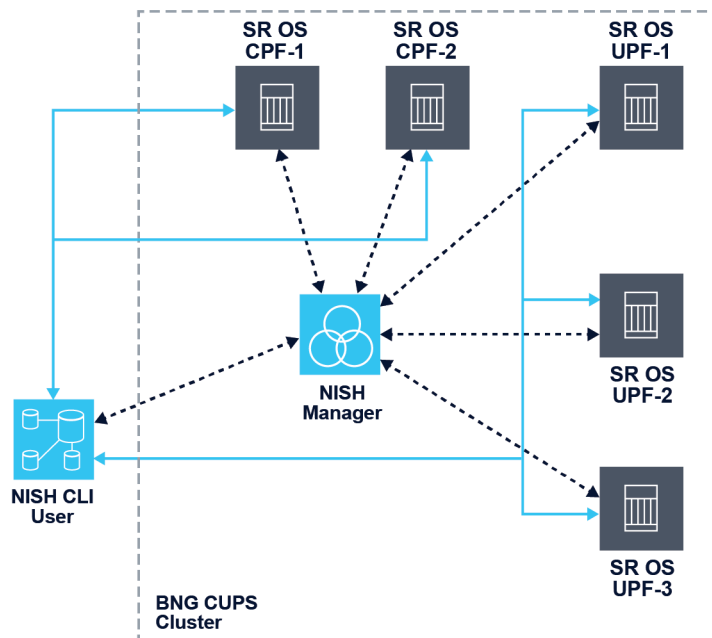 SR OS
CPF-1
SR OS
CPF-2
SR OS
UPF-1
NISH
Manager
SR OS
UPF-2
NISH CLI
User
SR OS
UPF-3
BNG CUPS
Cluster